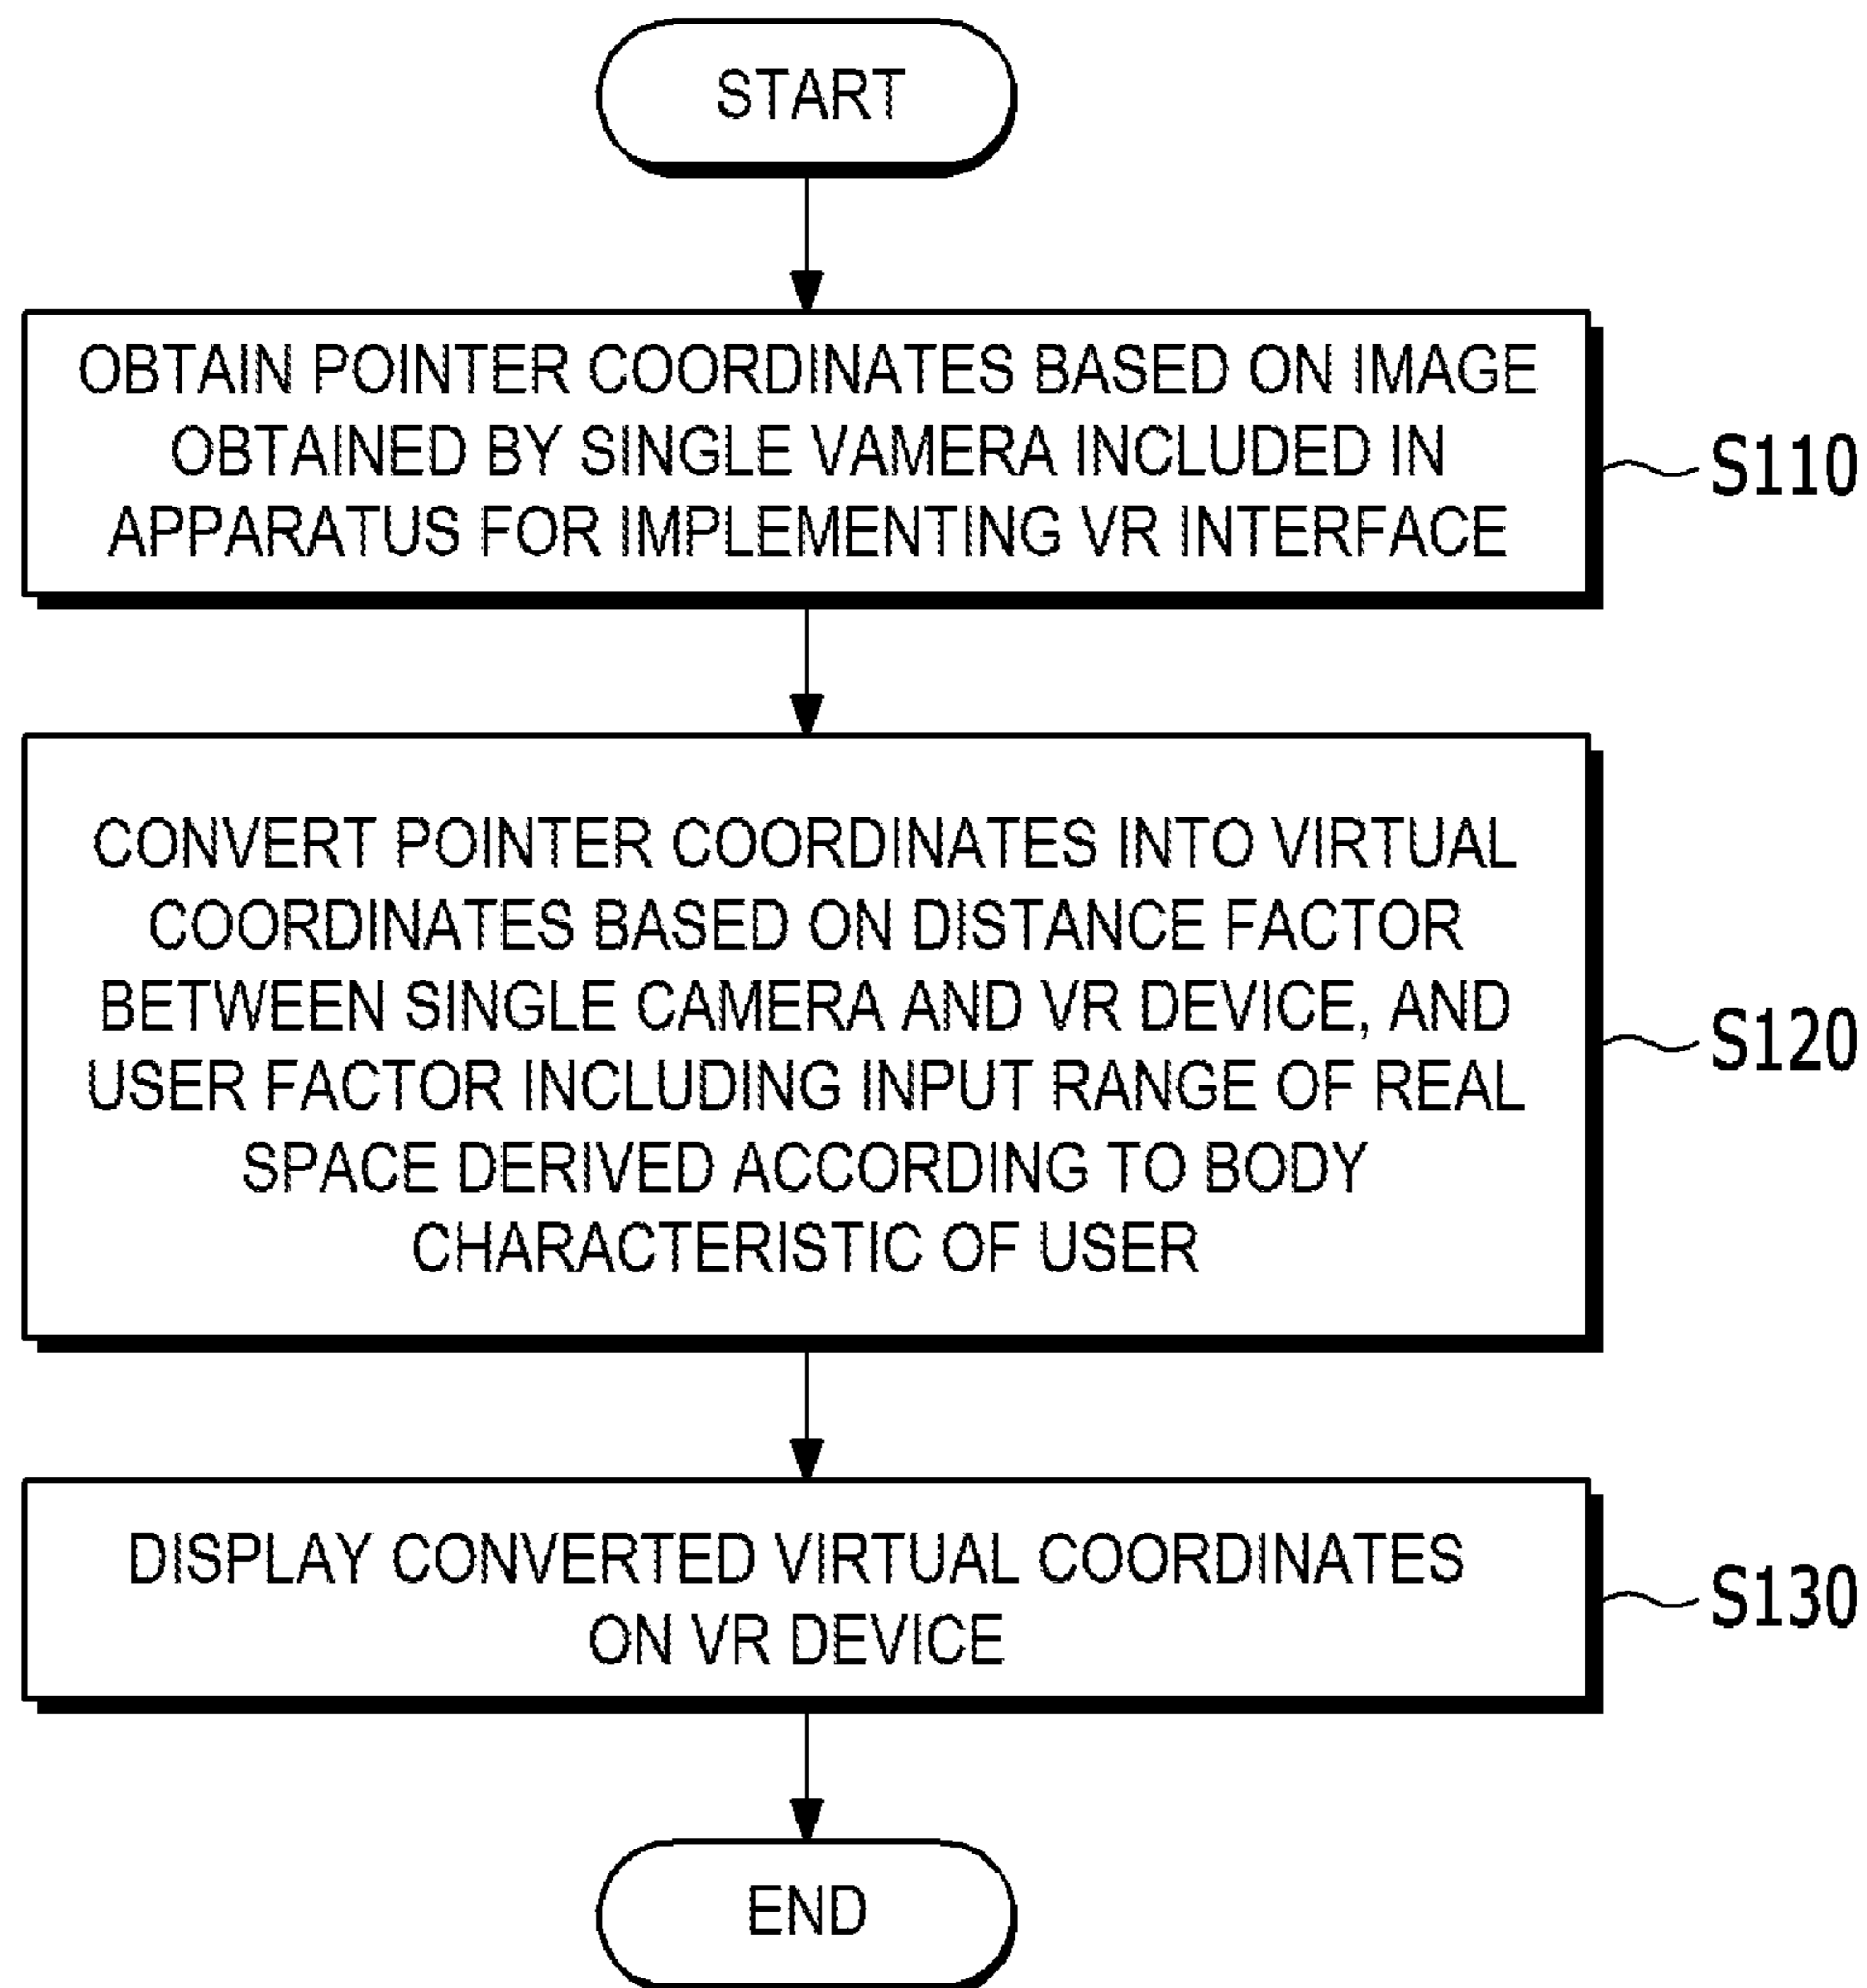 START
OBTAIN POINTER COORDINATES BASED ON IMAGE
OBTAINED BY SINGLE VAMERA INCLUDED IN
APPARATUS FOR IMPLEMENTING VR INTERFACE
S110
CONVERT POINTER COORDINATES INTO VIRTUAL
COORDINATES BASED ON DISTANCE FACTOR
BETWEEN SINGLE CAMERA AND VR DEVICE, AND
USER FACTOR INCLUDING INPUT RANGE OF REAL
SPACE DERIVED ACCORDING TO BODY
CHARACTERISTIC OF USER
S120
DISPLAY CONVERTED VIRTUAL COORDINATES
ON VR DEVICE
S130
END